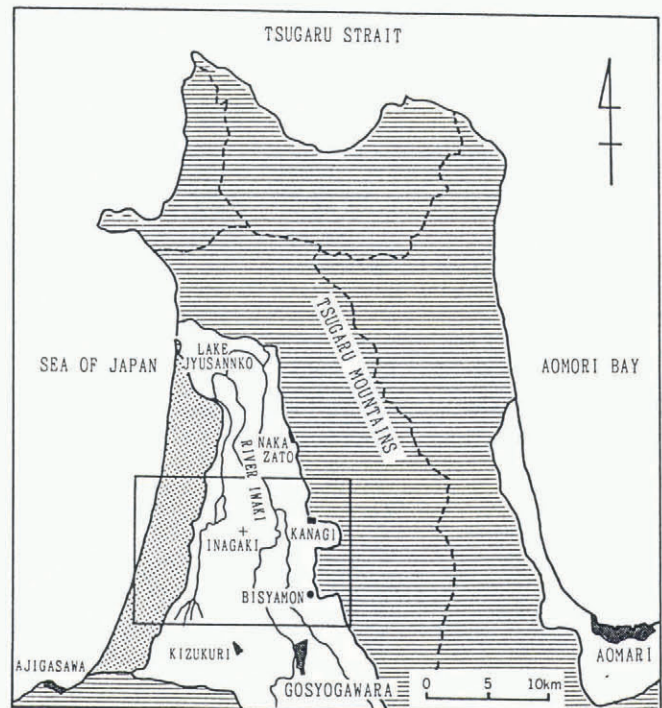 TSUGARU STRAIT
SEA OF JAPAN
LAKE
JYUSANNKO
TSUGARU MOUNTAINS
AOMORI BAY
NAKA
ZATO
RIVER IWAKI
+
INAGAKI
KANAGI
BISYAMON
KIZUKURI
AJIGASAWA
GOSYOGAWARA
AOMARI
0 5 10km